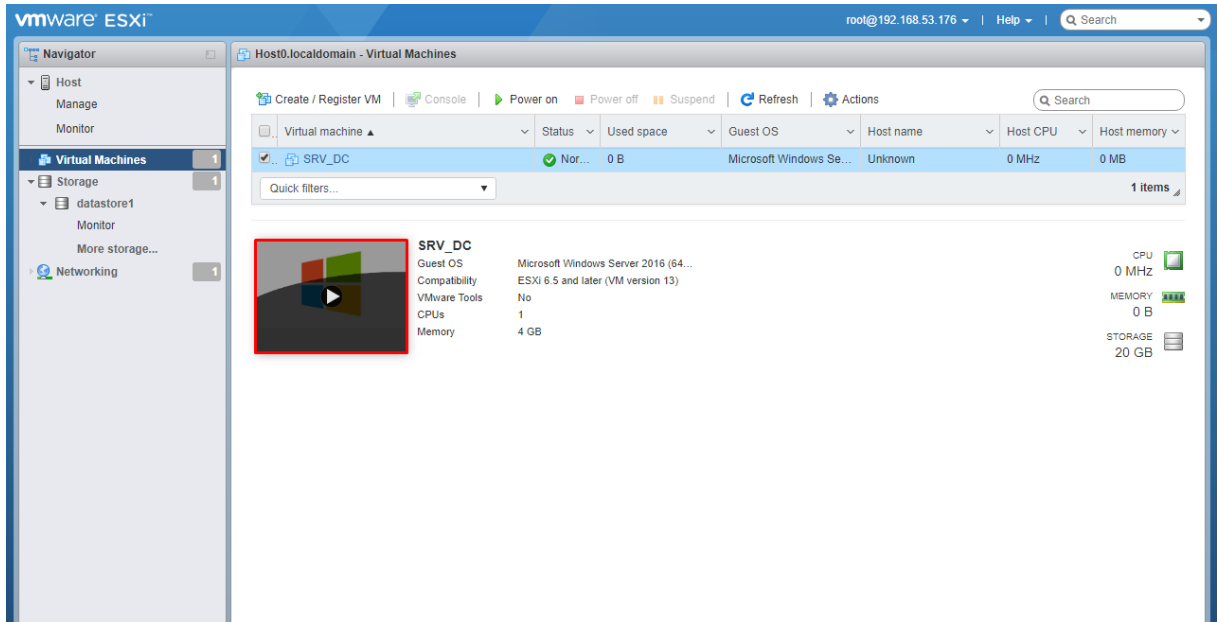 vmware ESXi™
root@192.168.53.176 | Help | Search
Navigator
Host0.localdomain - Virtual Machines
Host
Manage
Monitor
Virtual Machines 1
Storage 1
datastore1
Monitor
More storage...
Networking 1
Create / Register VM | Console | Power on Power off Suspend | Refresh | Actions
Search
Virtual machine Status Used space Guest OS Host name Host CPU Host memory
SRV_DC Nor... 0 B Microsoft Windows Se... Unknown 0 MHz 0 MB
Quick filters... 1 items
SRV_DC
Guest OS Microsoft Windows Server 2016 (64...
Compatibility ESXi 6.5 and later (VM version 13)
VMware Tools No
CPUs 1
Memory 4 GB
CPU
0 MHz
MEMORY
0 B
STORAGE
20 GB